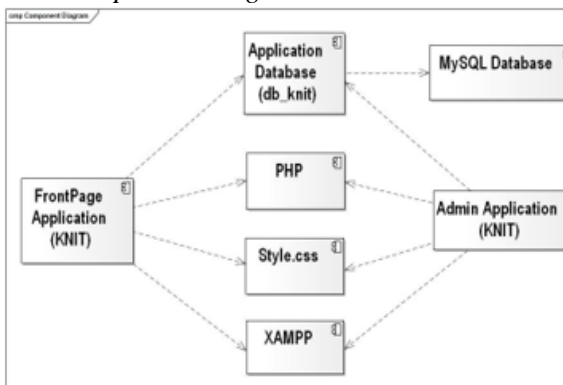 cmp Component Diagram
Application
Database
(db_knit)
MySQL Database
PHP
FrontPage
Application
(KNIT)
Admin Application
(KNIT)
Style.css
XAMPP